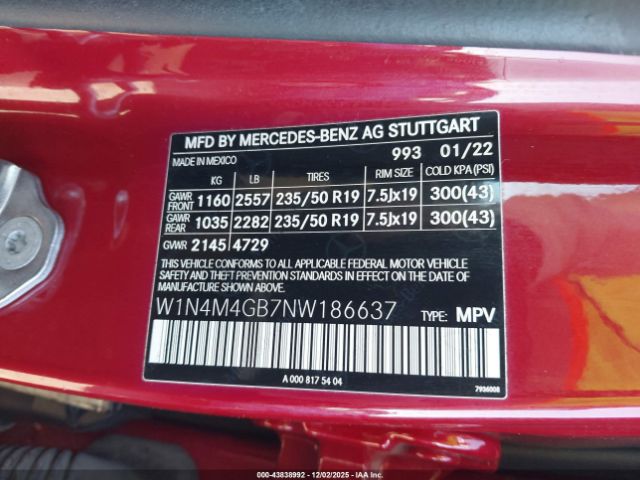 MFD BY MERCEDES-BENZ AG STUTTGART
MADE IN MEXICO 993 01/22
KG LB TIRES RIM SIZE COLD KPA (PSI)
GAWR FRONT 1160 2557 235/50 R19 7.5Jx19 300(43)
GAWR REAR 1035 2282 235/50 R19 7.5Jx19 300(43)
GVWR 2145 4729
THIS VEHICLE CONFORMS TO ALL APPLICABLE FEDERAL MOTOR VEHICLE
SAFETY AND THEFT PREVENTION STANDARDS IN EFFECT ON THE DATE OF
MANUFACTURE SHOWN ABOVE.
W1N4M4GB7NW186637 TYPE: MPV
A 000 817 54 04
7936008
000-43838992 - 12/02/2025 - IAAI.COM